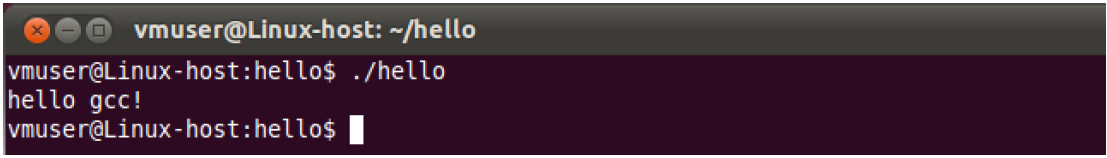 vmuser@Linux-host: ~/hello
vmuser@Linux-host:hello$ ./hello
hello gcc!
vmuser@Linux-host:hello$